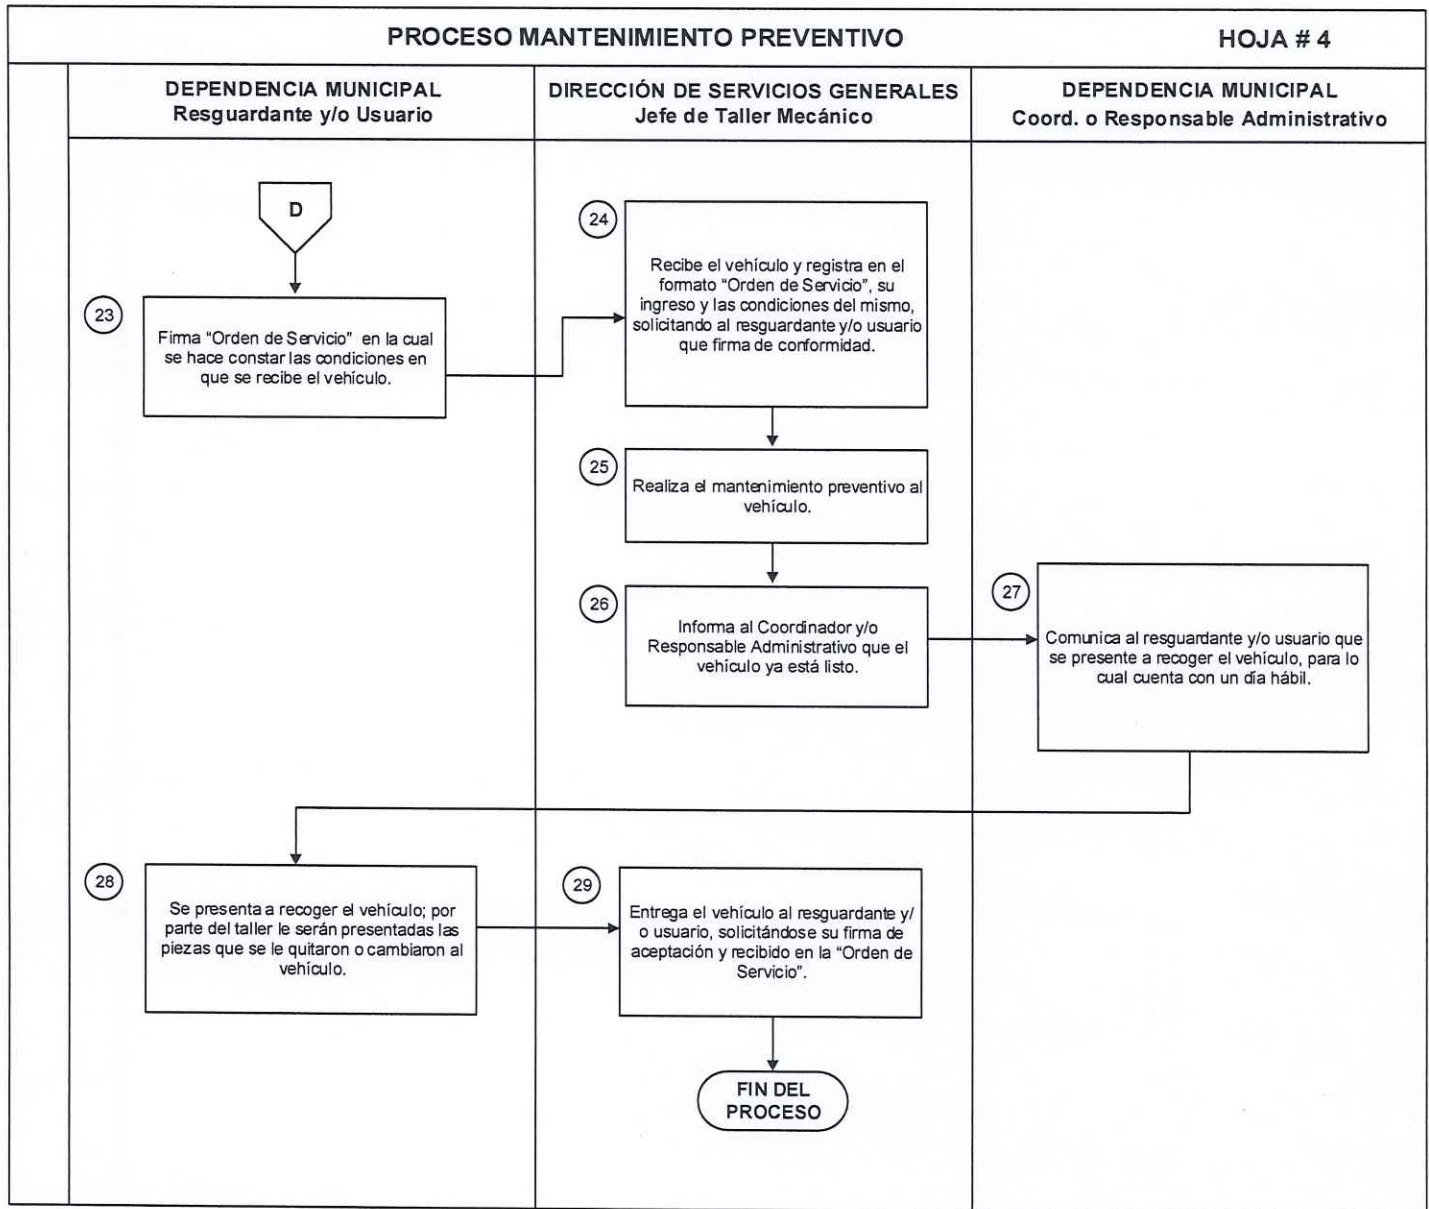 PROCESO MANTENIMIENTO PREVENTIVO
HOJA # 4
DEPENDENCIA MUNICIPAL
Resguardante y/o Usuario
DIRECCIÓN DE SERVICIOS GENERALES
Jefe de Taller Mecánico
DEPENDENCIA MUNICIPAL
Coord. o Responsable Administrativo
D
23
Firma “Orden de Servicio” en la cual
se hace constar las condiciones en
que se recibe el vehículo.
24
Recibe el vehículo y registra en el
formato “Orden de Servicio”, su
ingreso y las condiciones del mismo,
solicitando al resguardante y/o usuario
que firma de conformidad.
25
Realiza el mantenimiento preventivo al
vehículo.
26
Informa al Coordinador y/o
Responsable Administrativo que el
vehículo ya está listo.
27
Comunica al resguardante y/o usuario que
se presente a recoger el vehículo, para lo
cual cuenta con un día hábil.
28
Se presenta a recoger el vehículo; por
parte del taller le serán presentadas las
piezas que se le quitaron o cambiaron al
vehículo.
29
Entrega el vehículo al resguardante y/
o usuario, solicitándose su firma de
aceptación y recibido en la “Orden de
Servicio”.
FIN DEL
PROCESO